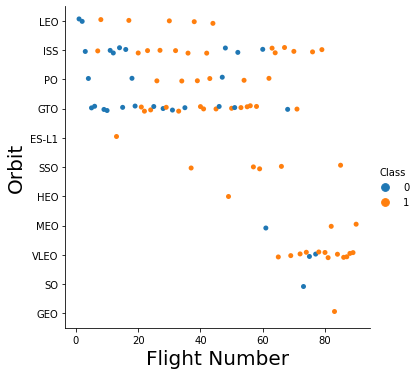 LEO
ISS
PO
GTO
ES-L1
SSO
HEO
MEO
VLEO
SO
GEO
Orbit
0 20 40 60 80
Flight Number
Class
0
1